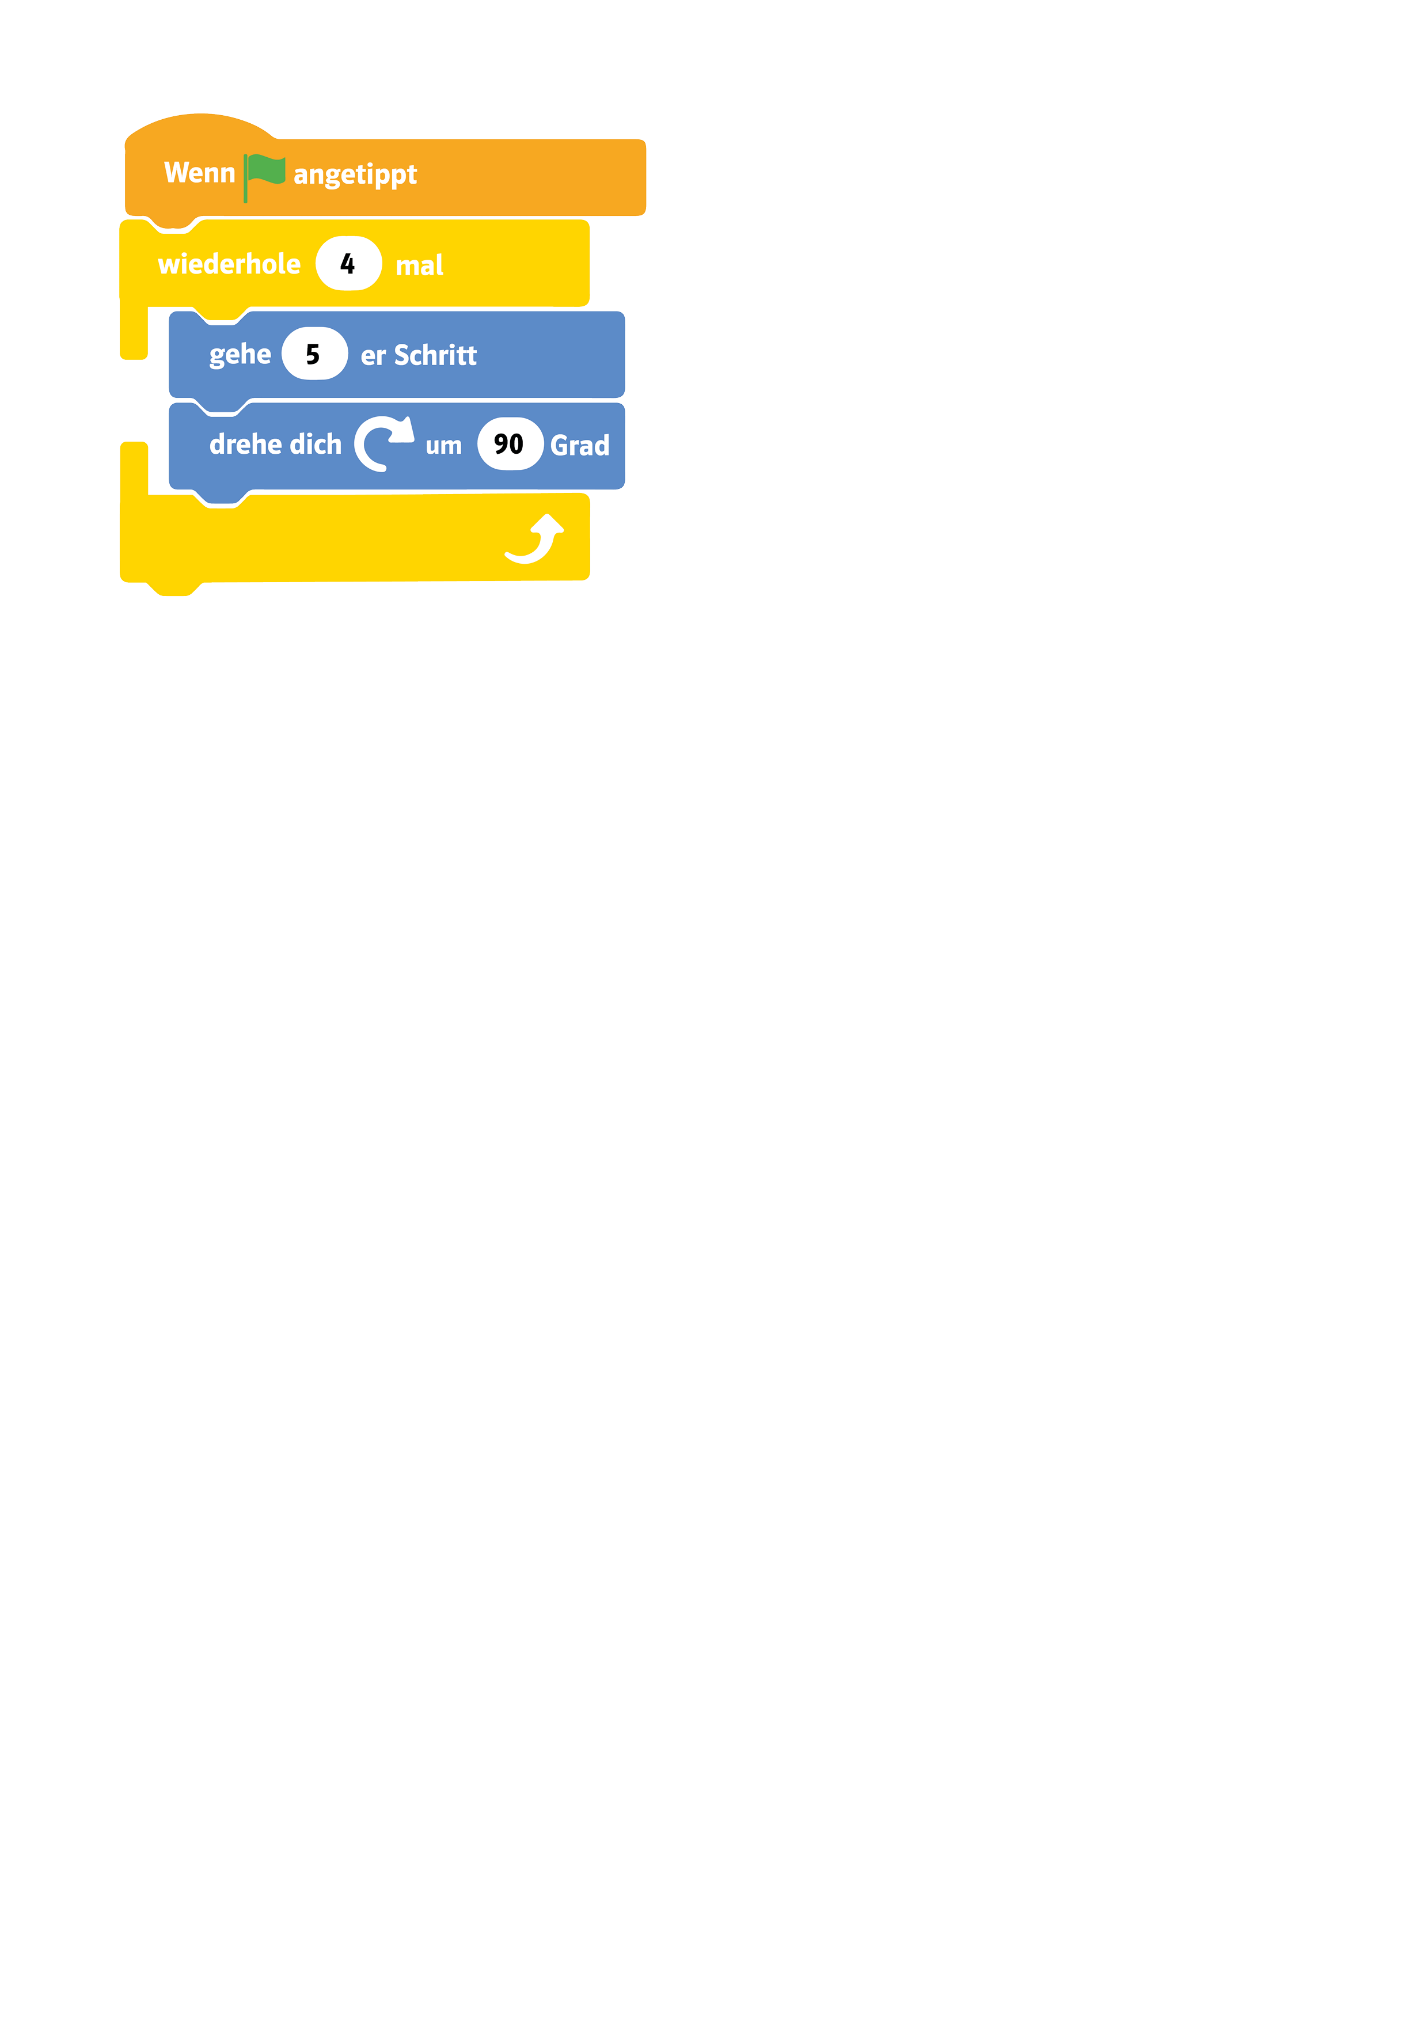 Wenn angetippt
wiederhole 4 mal
gehe 5 er Schritt
drehe dich um 90 Grad